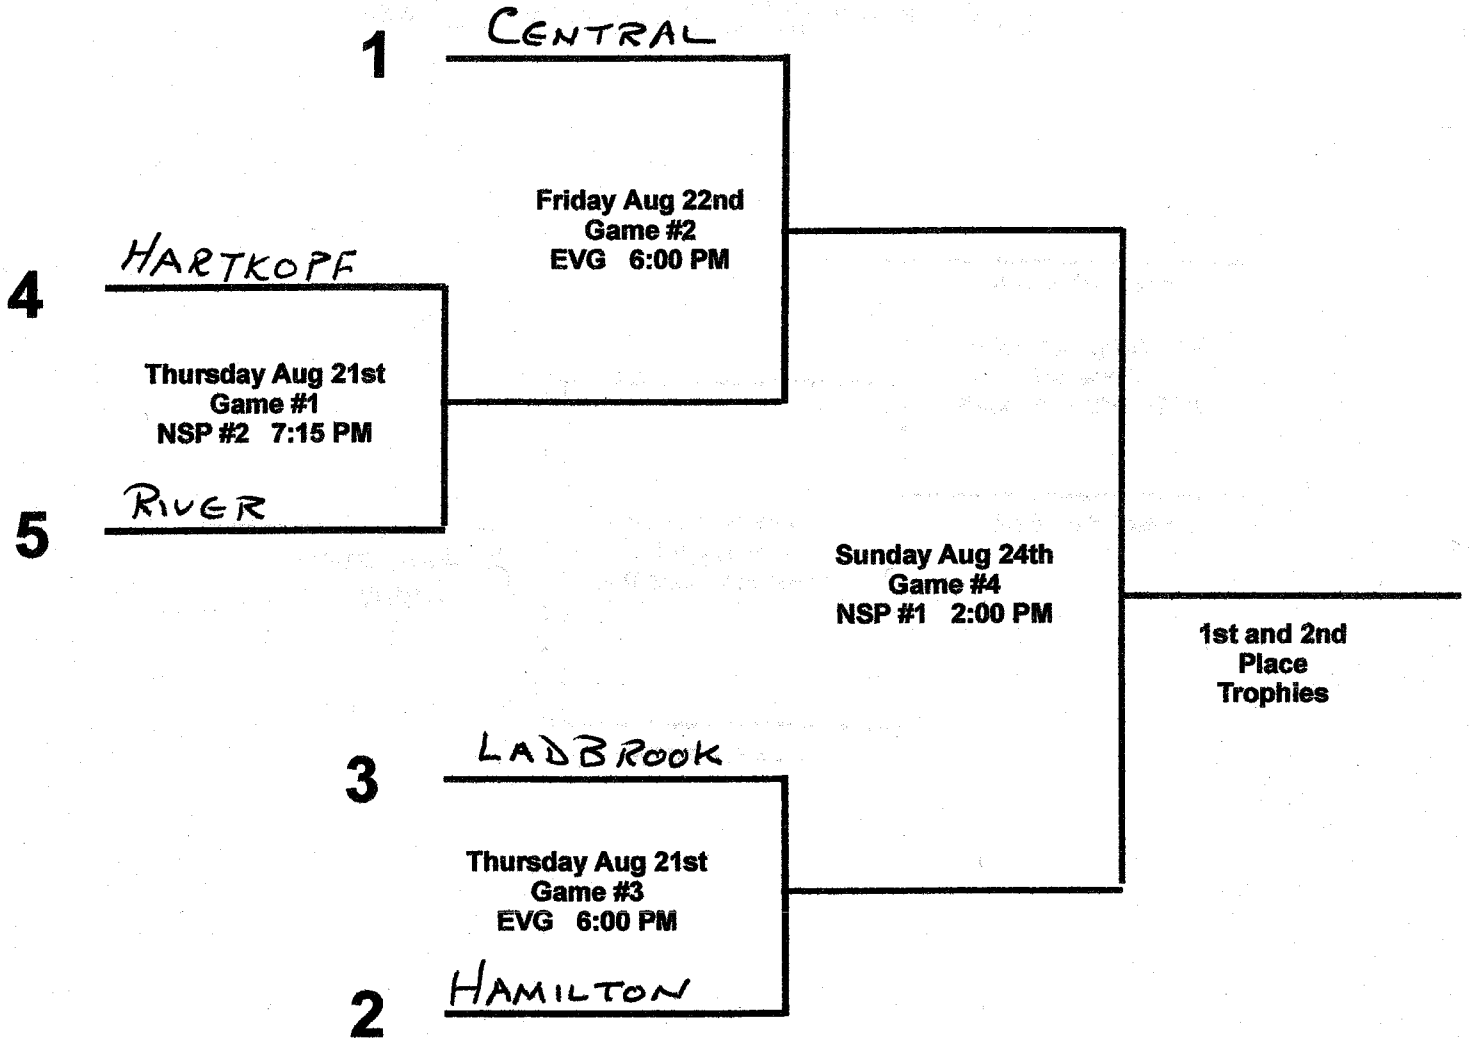 1
CENTRAL
Friday Aug 22nd
Game #2
EVG 6:00 PM
4
HARTKOPF
Thursday Aug 21st
Game #1
NSP #2 7:15 PM
5
RIVER
Sunday Aug 24th
Game #4
NSP #1 2:00 PM
1st and 2nd
Place
Trophies
3
LADBROOK
Thursday Aug 21st
Game #3
EVG 6:00 PM
2
HAMILTON